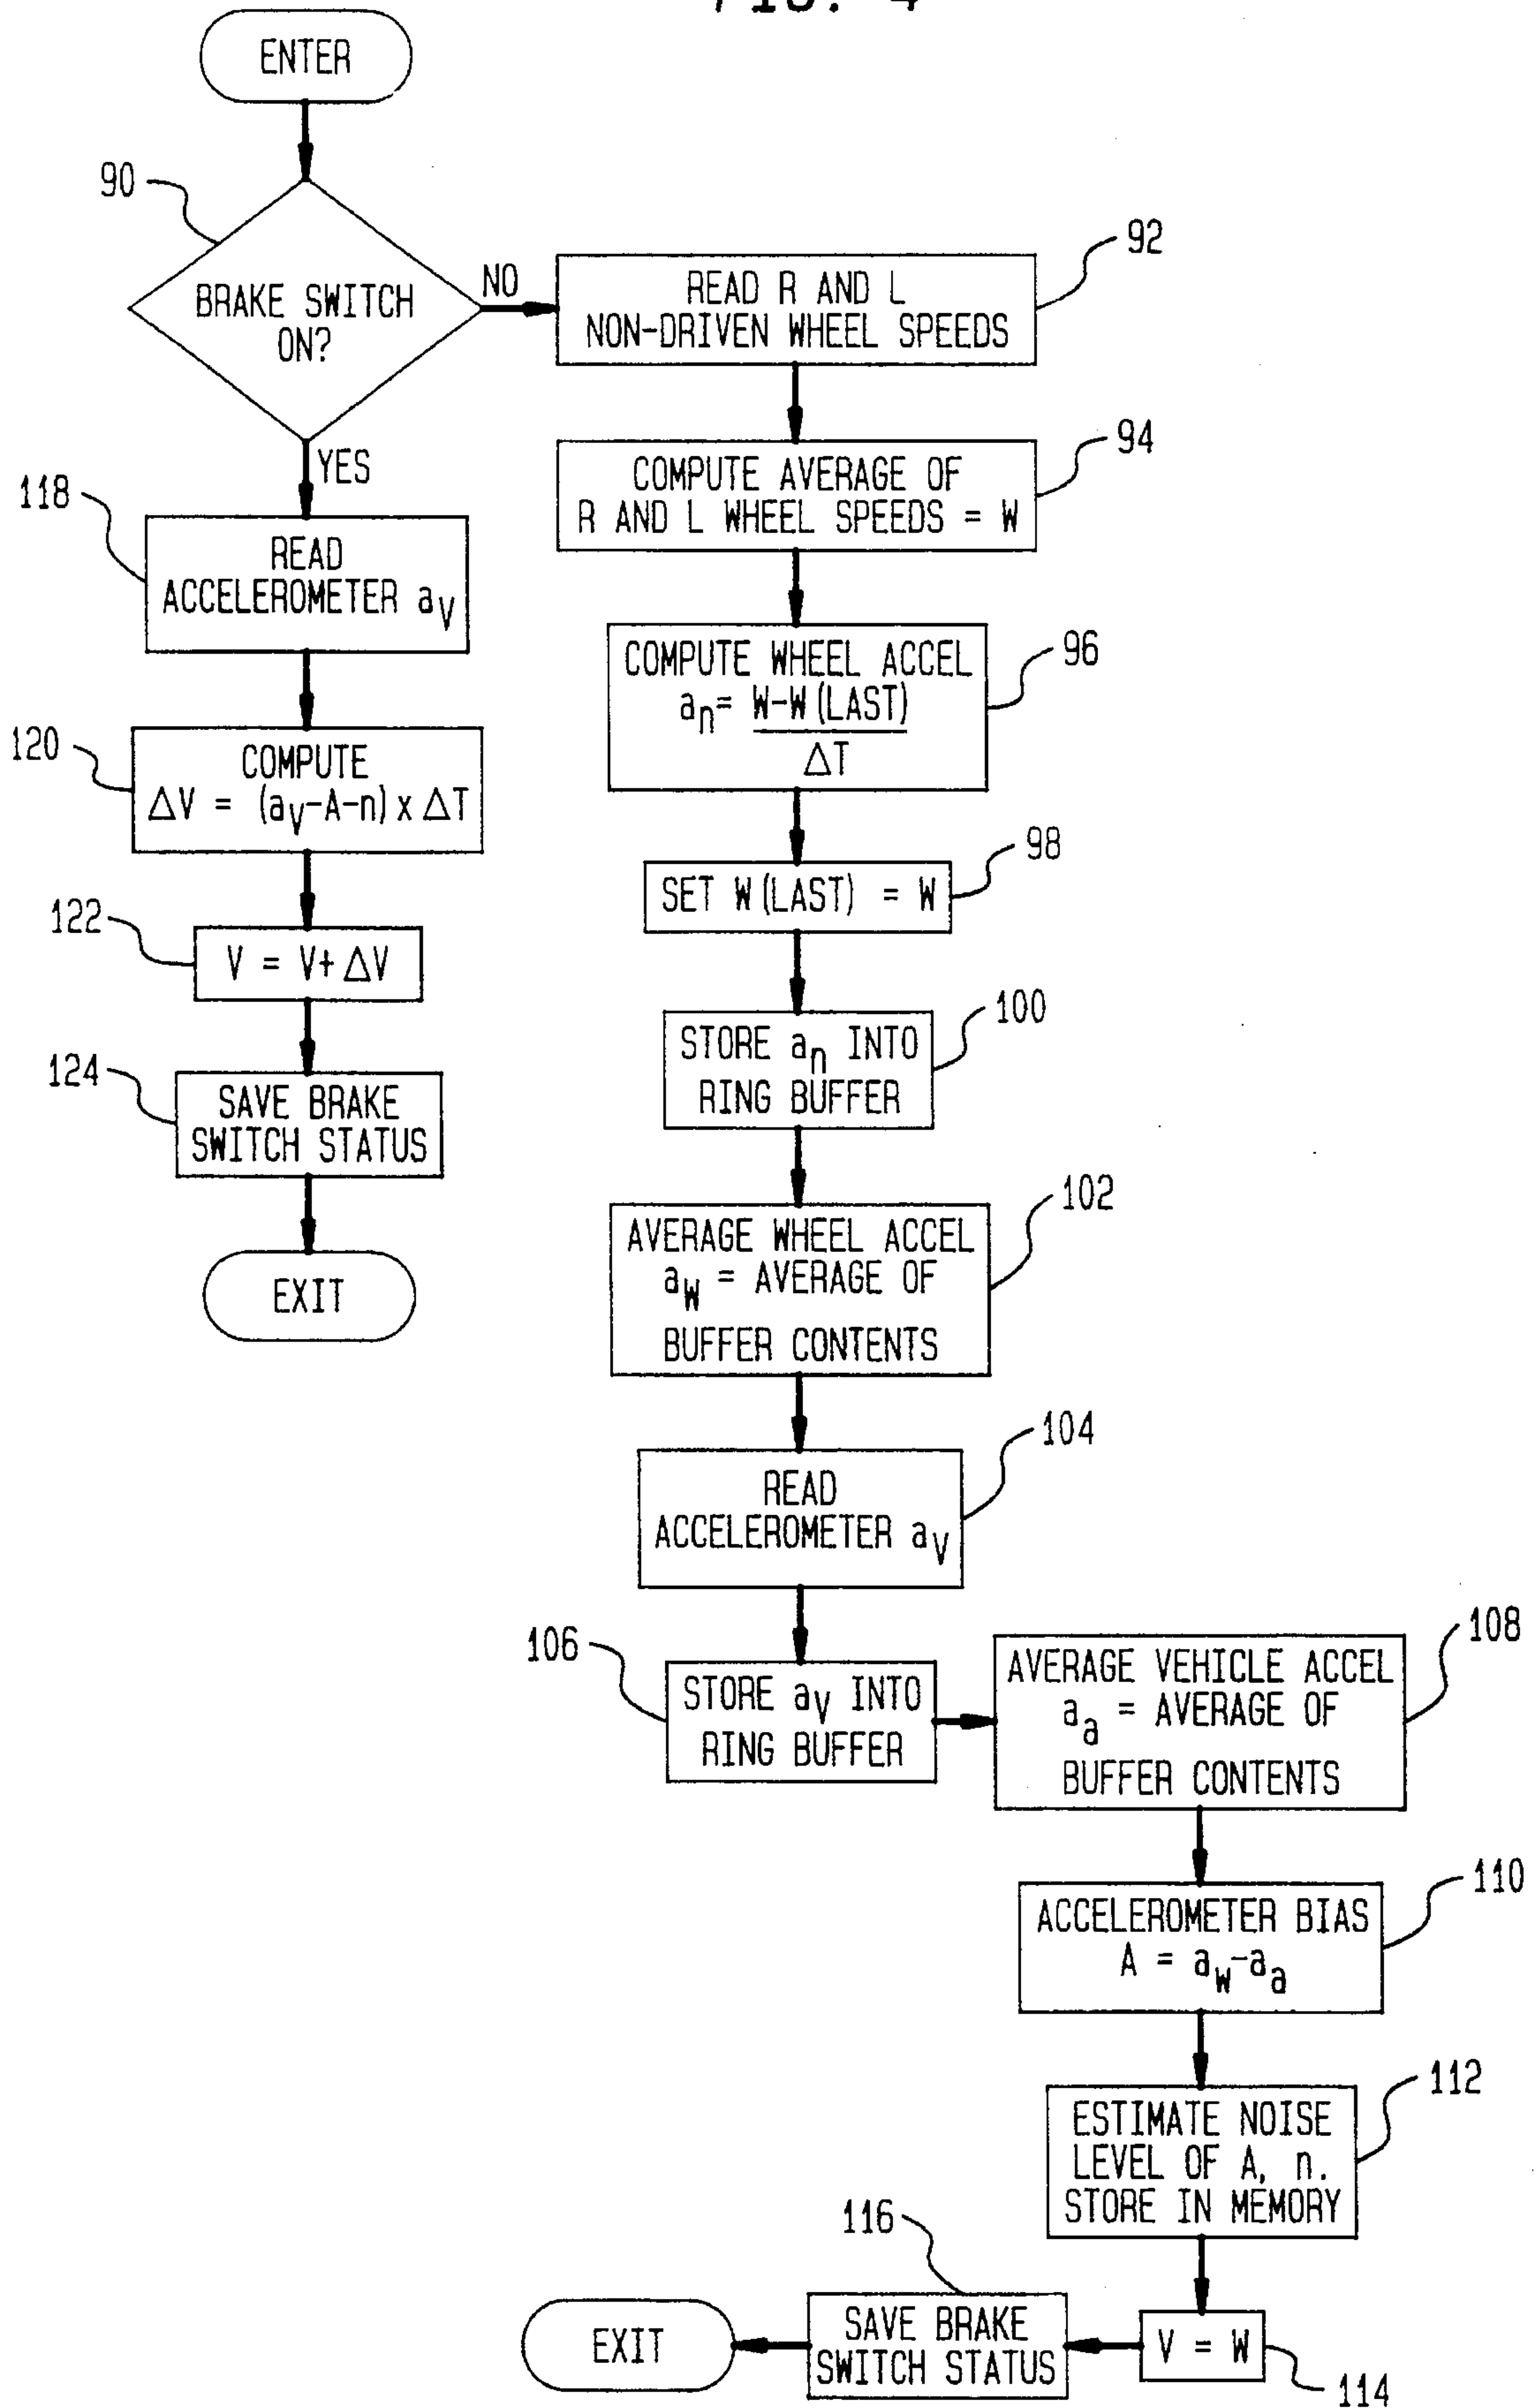 FIG. 4
ENTER
90
BRAKE SWITCH
ON?
NO
YES
92
READ R AND L
NON-DRIVEN WHEEL SPEEDS
94
COMPUTE AVERAGE OF
R AND L WHEEL SPEEDS = W
96
COMPUTE WHEEL ACCEL
an = W-W(LAST)
ΔT
98
SET W(LAST) = W
100
STORE an INTO
RING BUFFER
102
AVERAGE WHEEL ACCEL
aW = AVERAGE OF
BUFFER CONTENTS
104
READ
ACCELEROMETER aV
106
STORE aV INTO
RING BUFFER
108
AVERAGE VEHICLE ACCEL
aa = AVERAGE OF
BUFFER CONTENTS
110
ACCELEROMETER BIAS
A = aW-aa
112
ESTIMATE NOISE
LEVEL OF A, n.
STORE IN MEMORY
114
V = W
116
SAVE BRAKE
SWITCH STATUS
EXIT
118
READ
ACCELEROMETER aV
120
COMPUTE
ΔV = (aV-A-n) x ΔT
122
V = V+ ΔV
124
SAVE BRAKE
SWITCH STATUS
EXIT